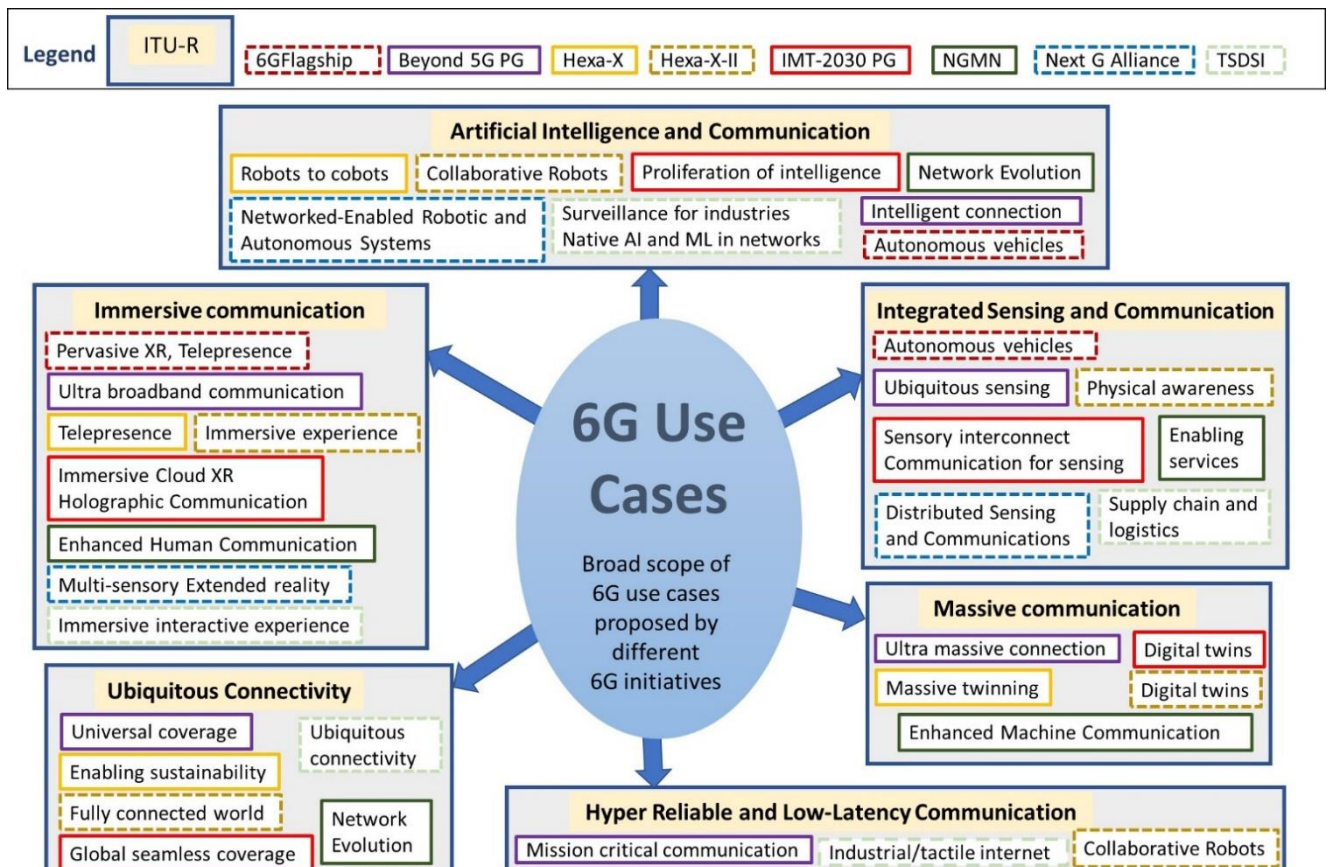 Legend
ITU-R
6GFlagship
Beyond 5G PG
Hexa-X
Hexa-X-II
IMT-2030 PG
NGMN
Next G Alliance
TSDSI
Artificial Intelligence and Communication
Robots to cobots
Collaborative Robots
Proliferation of intelligence
Network Evolution
Networked-Enabled Robotic and
Autonomous Systems
Surveillance for industries
Native AI and ML in networks
Intelligent connection
Autonomous vehicles
Immersive communication
Pervasive XR, Telepresence
Ultra broadband communication
Telepresence
Immersive experience
Immersive Cloud XR
Holographic Communication
Enhanced Human Communication
Multi-sensory Extended reality
Immersive interactive experience
6G Use
Cases
Broad scope of
6G use cases
proposed by
different
6G initiatives
Integrated Sensing and Communication
Autonomous vehicles
Ubiquitous sensing
Physical awareness
Sensory interconnect
Communication for sensing
Enabling
services
Distributed Sensing
and Communications
Supply chain and
logistics
Massive communication
Ultra massive connection
Digital twins
Massive twinning
Digital twins
Enhanced Machine Communication
Ubiquitous Connectivity
Universal coverage
Ubiquitous
connectivity
Enabling sustainability
Fully connected world
Network
Evolution
Global seamless coverage
Hyper Reliable and Low-Latency Communication
Mission critical communication
Industrial/tactile internet
Collaborative Robots